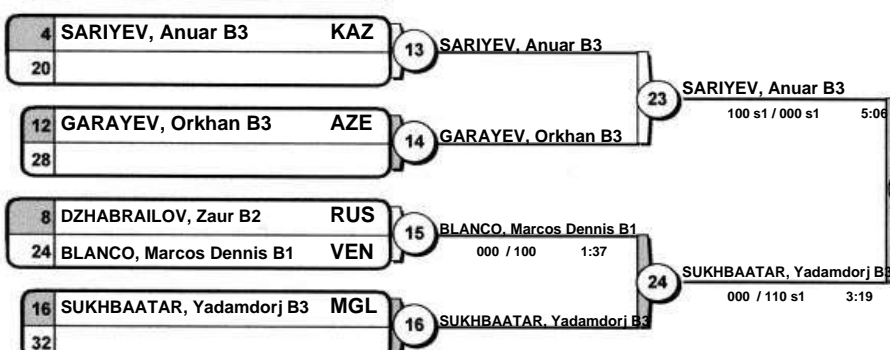 4 SARIYEV, Anuar B3 KAZ
20
13 SARIYEV, Anuar B3
12 GARAYEV, Orkhan B3 AZE
28
14 GARAYEV, Orkhan B3
23 SARIYEV, Anuar B3
100 s1 / 000 s1 5:06
8 DZHABRAILOV, Zaur B2 RUS
24 BLANCO, Marcos Dennis B1 VEN
15 BLANCO, Marcos Dennis B1
000 / 100 1:37
16 SUKHBAATAR, Yadamdorj B3 MGL
32
16 SUKHBAATAR, Yadamdorj B3
24 SUKHBAATAR, Yadamdorj B3
000 / 110 s1 3:19